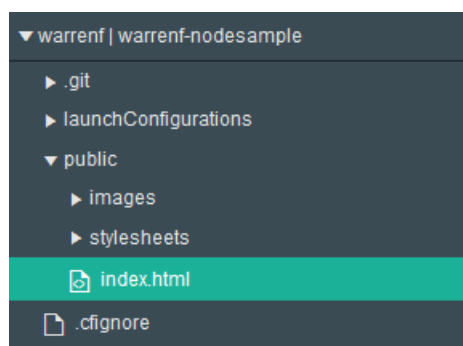 warrenf | warrenf-nodesample
.git
launchConfigurations
public
images
stylesheets
index.html
.cfignore